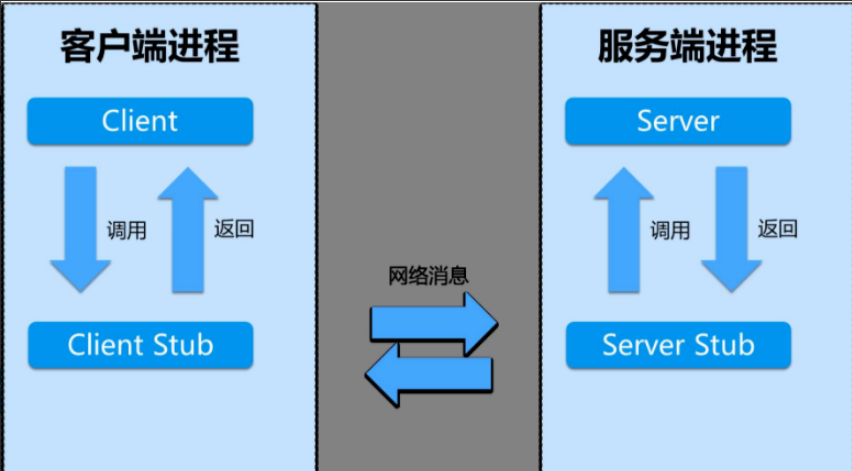 客户端进程
服务端进程
Client
Server
调用
返回
调用
返回
网络消息
Client Stub
Server Stub